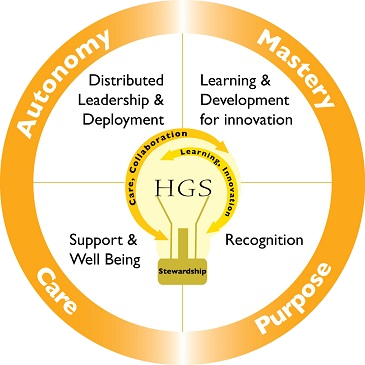 Autonomy
Mastery
Distributed
Leadership &
Deployment
Learning &
Development
for innovation
Care, Collaboration
Learning, Innovation
HGS
Support &
Well Being
Recognition
Stewardship
Care
Purpose